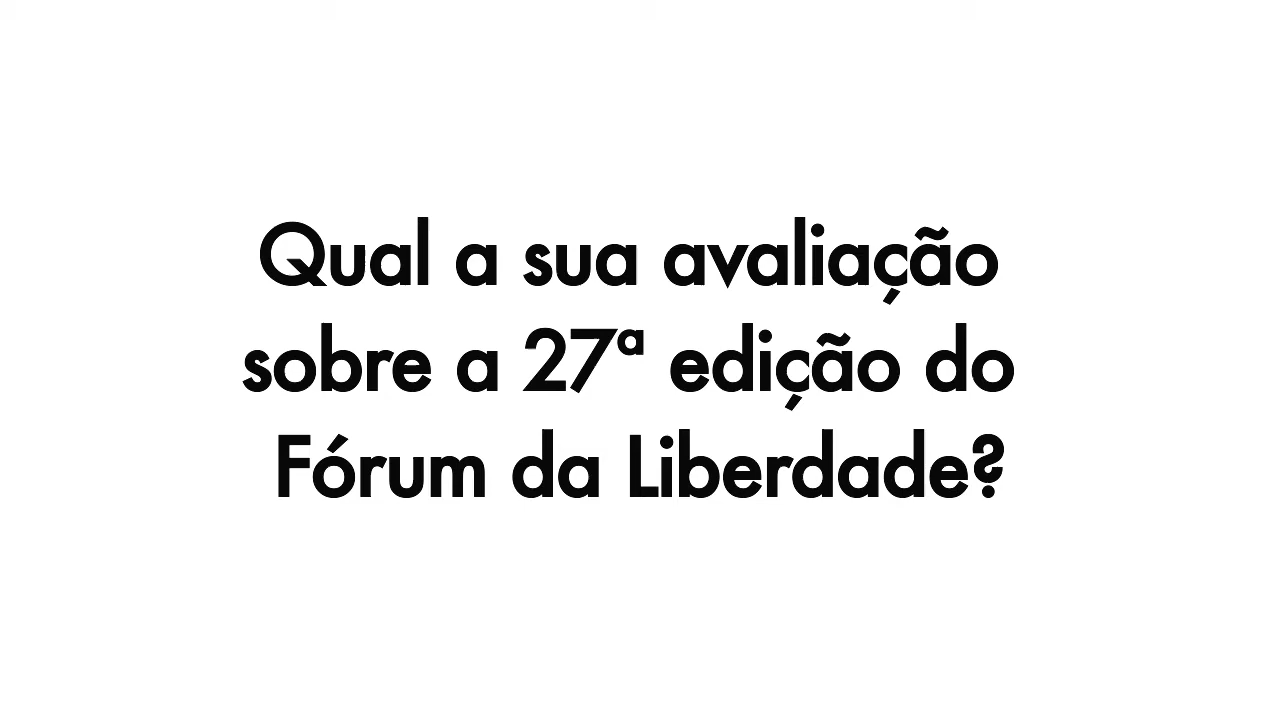 Qual a sua avaliação
sobre a 27ª edição do
Fórum da Liberdade?